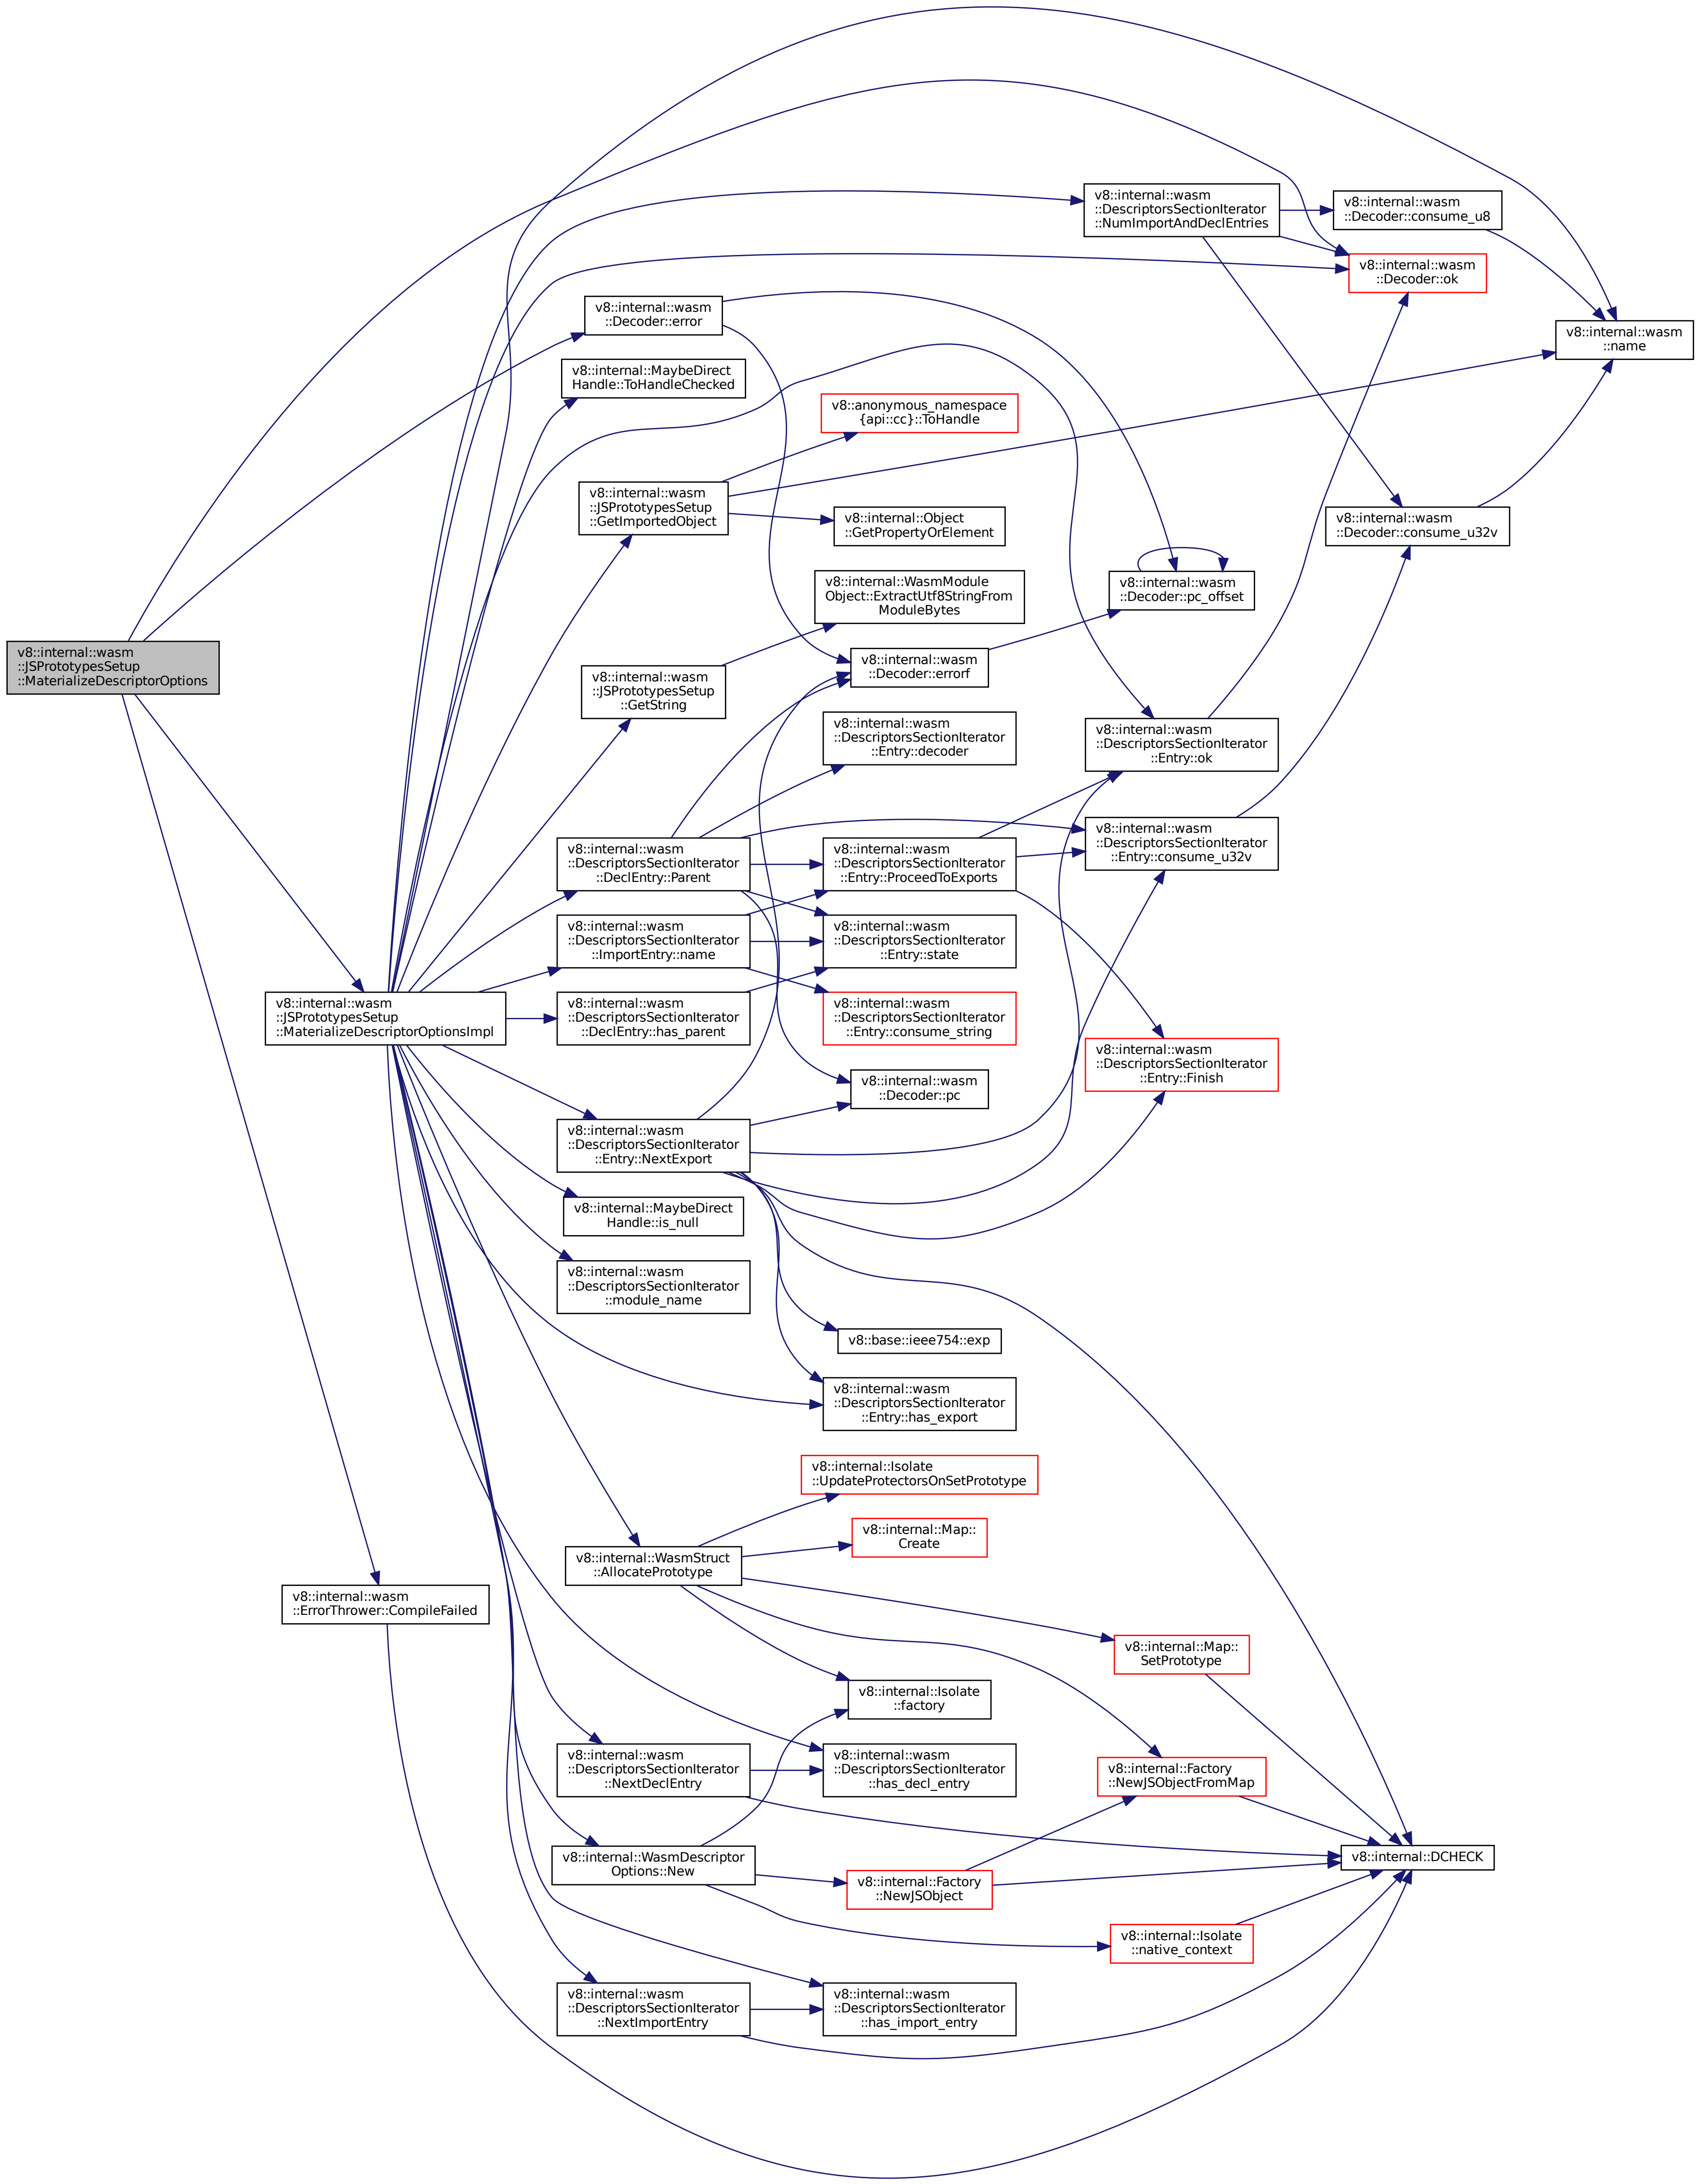 v8::internal::wasm
::JSPrototypesSetup
::MaterializeDescriptorOptions
v8::internal::wasm
::JSPrototypesSetup
::MaterializeDescriptorOptionsImpl
v8::internal::wasm
::ErrorThrower::CompileFailed
v8::internal::wasm
::Decoder::error
v8::internal::MaybeDirect
Handle::ToHandleChecked
v8::internal::wasm
::JSPrototypesSetup
::GetImportedObject
v8::internal::wasm
::JSPrototypesSetup
::GetString
v8::internal::wasm
::DescriptorsSectionIterator
::DeclEntry::Parent
v8::internal::wasm
::DescriptorsSectionIterator
::ImportEntry::name
v8::internal::wasm
::DescriptorsSectionIterator
::DeclEntry::has_parent
v8::internal::wasm
::DescriptorsSectionIterator
::Entry::NextExport
v8::internal::MaybeDirect
Handle::is_null
v8::internal::wasm
::DescriptorsSectionIterator
::module_name
v8::internal::WasmStruct
::AllocatePrototype
v8::internal::wasm
::DescriptorsSectionIterator
::NextDeclEntry
v8::internal::WasmDescriptor
Options::New
v8::internal::wasm
::DescriptorsSectionIterator
::NextImportEntry
v8::anonymous_namespace
{api::cc}::ToHandle
v8::internal::Object
::GetPropertyOrElement
v8::internal::WasmModule
Object::ExtractUtf8StringFrom
ModuleBytes
v8::internal::wasm
::Decoder::errorf
v8::internal::wasm
::DescriptorsSectionIterator
::Entry::decoder
v8::internal::wasm
::DescriptorsSectionIterator
::Entry::ProceedToExports
v8::internal::wasm
::DescriptorsSectionIterator
::Entry::state
v8::internal::wasm
::DescriptorsSectionIterator
::Entry::consume_string
v8::internal::wasm
::Decoder::pc
v8::base::ieee754::exp
v8::internal::wasm
::DescriptorsSectionIterator
::Entry::has_export
v8::internal::Isolate
::UpdateProtectorsOnSetPrototype
v8::internal::Map::
Create
v8::internal::Isolate
::factory
v8::internal::wasm
::DescriptorsSectionIterator
::has_decl_entry
v8::internal::Factory
::NewJSObject
v8::internal::wasm
::DescriptorsSectionIterator
::has_import_entry
v8::internal::wasm
::DescriptorsSectionIterator
::NumImportAndDeclEntries
v8::internal::wasm
::Decoder::pc_offset
v8::internal::wasm
::DescriptorsSectionIterator
::Entry::ok
v8::internal::wasm
::DescriptorsSectionIterator
::Entry::consume_u32v
v8::internal::wasm
::DescriptorsSectionIterator
::Entry::Finish
v8::internal::Map::
SetPrototype
v8::internal::Factory
::NewJSObjectFromMap
v8::internal::Isolate
::native_context
v8::internal::wasm
::Decoder::consume_u8
v8::internal::wasm
::Decoder::ok
v8::internal::wasm
::Decoder::consume_u32v
v8::internal::DCHECK
v8::internal::wasm
::name